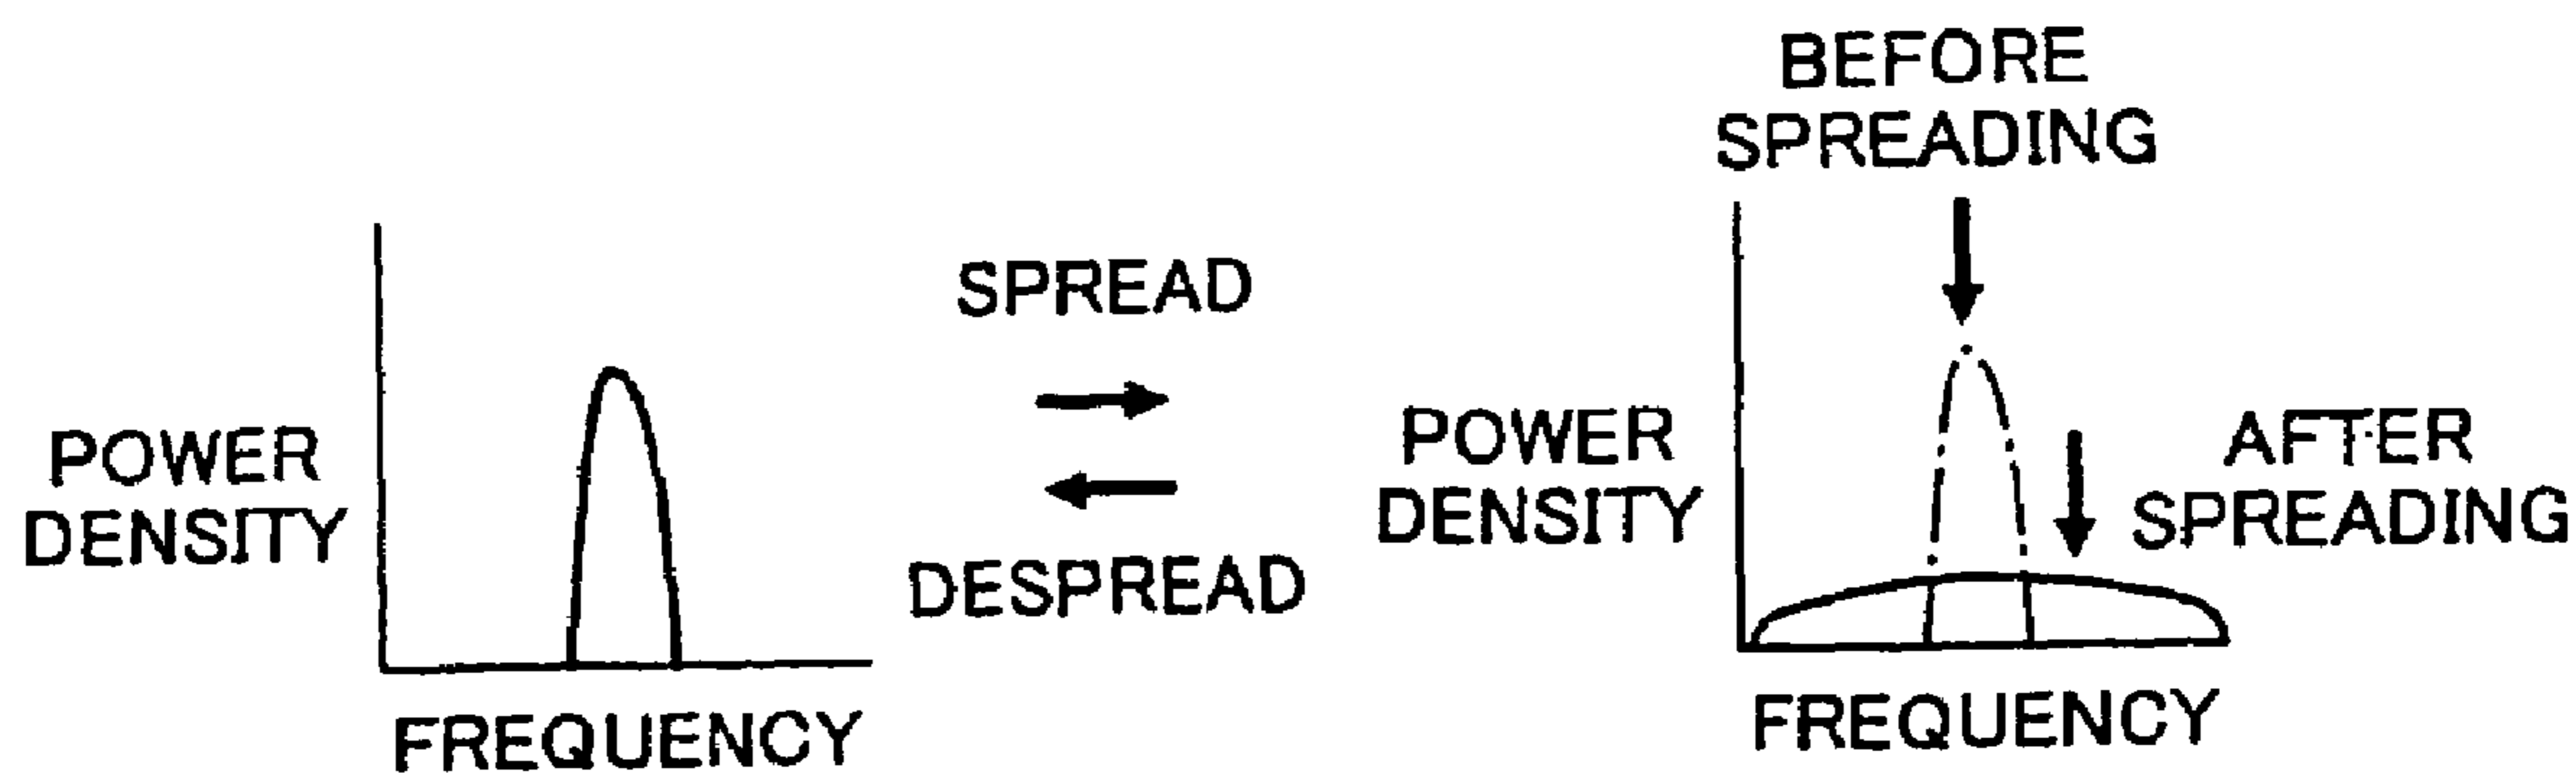 POWER
DENSITY
FREQUENCY
SPREAD
DESPREAD
BEFORE
SPREADING
POWER
DENSITY
AFTER
SPREADING
FREQUENCY